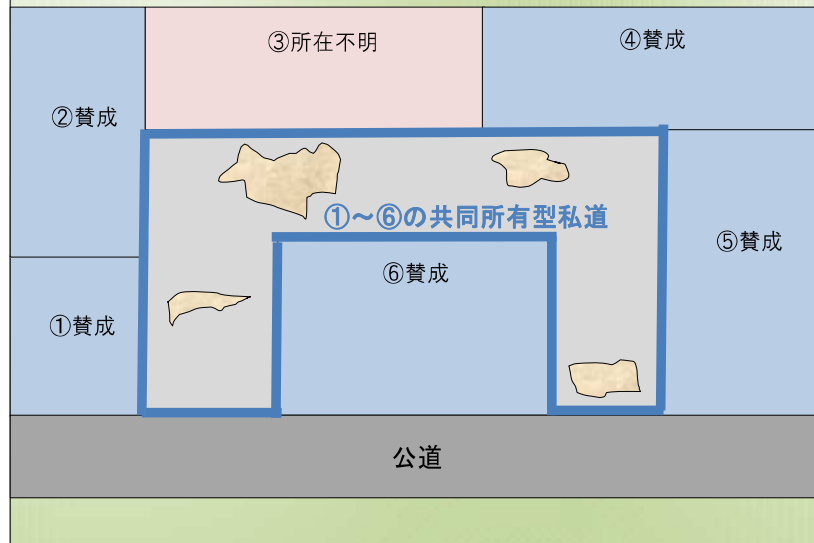 ③所在不明
④賛成
②賛成
①～⑥の共同所有型私道
⑤賛成
⑥賛成
①賛成
公道